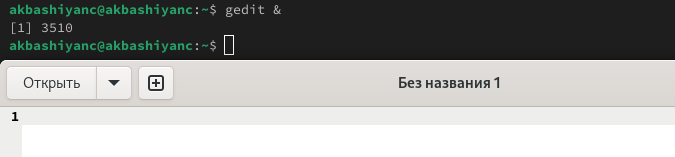 akbashiyanc@akbashiyanc:~$ gedit &
[1] 3510
akbashiyanc@akbashiyanc:~$
Открыть
Без названия 1
1